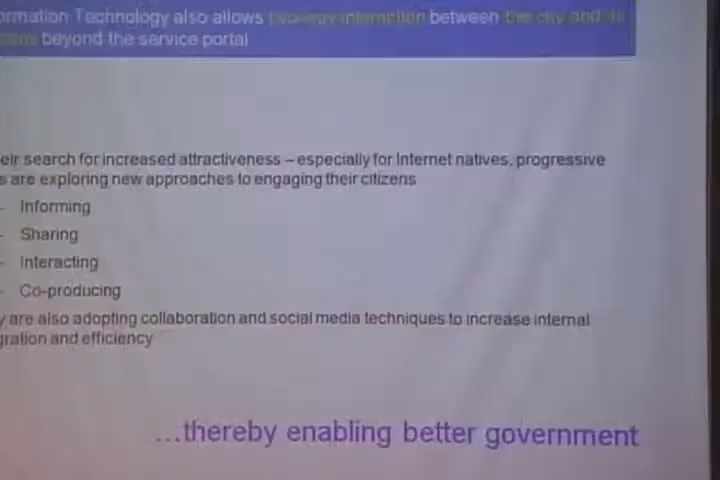 ormation Technology also allows two-way interaction between the city and its
beyond the service portal
eir search for increased attractiveness – especially for Internet natives, progressive
s are exploring new approaches to engaging their citizens
- Informing
- Sharing
- Interacting
- Co-producing
y are also adopting collaboration and social media techniques to increase internal
gration and efficiency
...thereby enabling better government